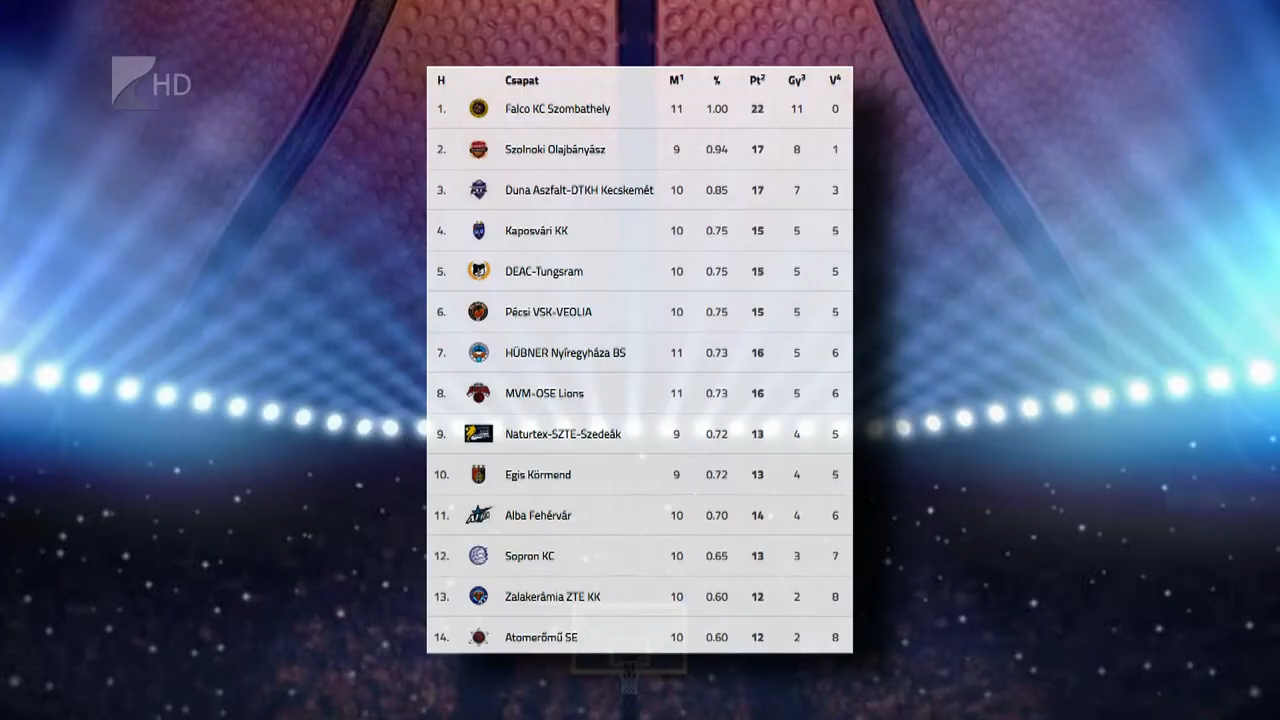 HD
H Csapat M¹ % Pt² Gy³ V⁴
1. Falco KC Szombathely 11 1.00 22 11 0
2. Szolnoki Olajbányász 9 0.94 17 8 1
3. Duna Aszfalt-DTKH Kecskemét 10 0.85 17 7 3
4. Kaposvári KK 10 0.75 15 5 5
5. DEAC-Tungsram 10 0.75 15 5 5
6. Pécsi VSK-VEOLIA 10 0.75 15 5 5
7. HÜBNER Nyíregyháza BS 11 0.73 16 5 6
8. MVM-OSE Lions 11 0.73 16 5 6
9. Naturtex-SZTE-Szedeák 9 0.72 13 4 5
10. Egis Körmend 9 0.72 13 4 5
11. Alba Fehérvár 10 0.70 14 4 6
12. Sopron KC 10 0.65 13 3 7
13. Zalakerámia ZTE KK 10 0.60 12 2 8
14. Atomerőmű SE 10 0.60 12 2 8